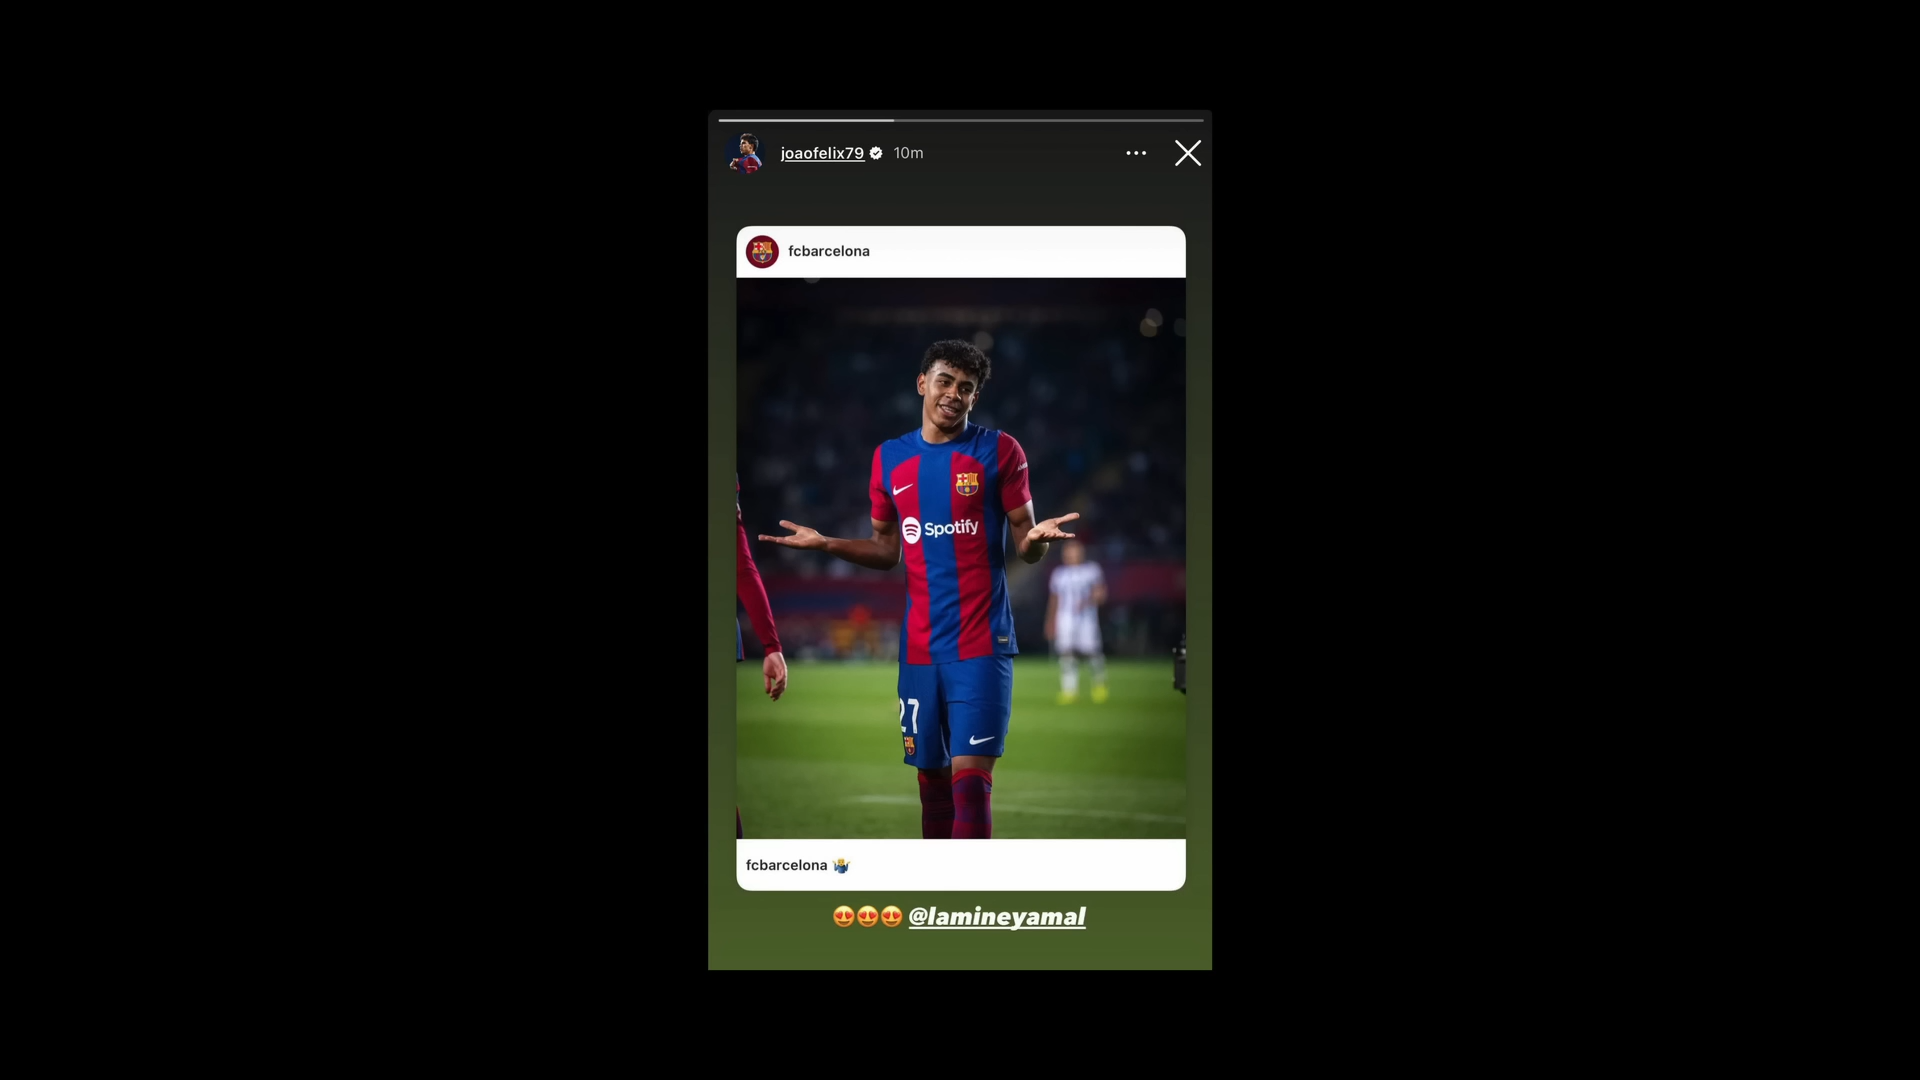 joaofelix79 10m
fcbarcelona
Spotify
27
fcbarcelona 🤷‍♂️
😍😍😍 @lamineyamal